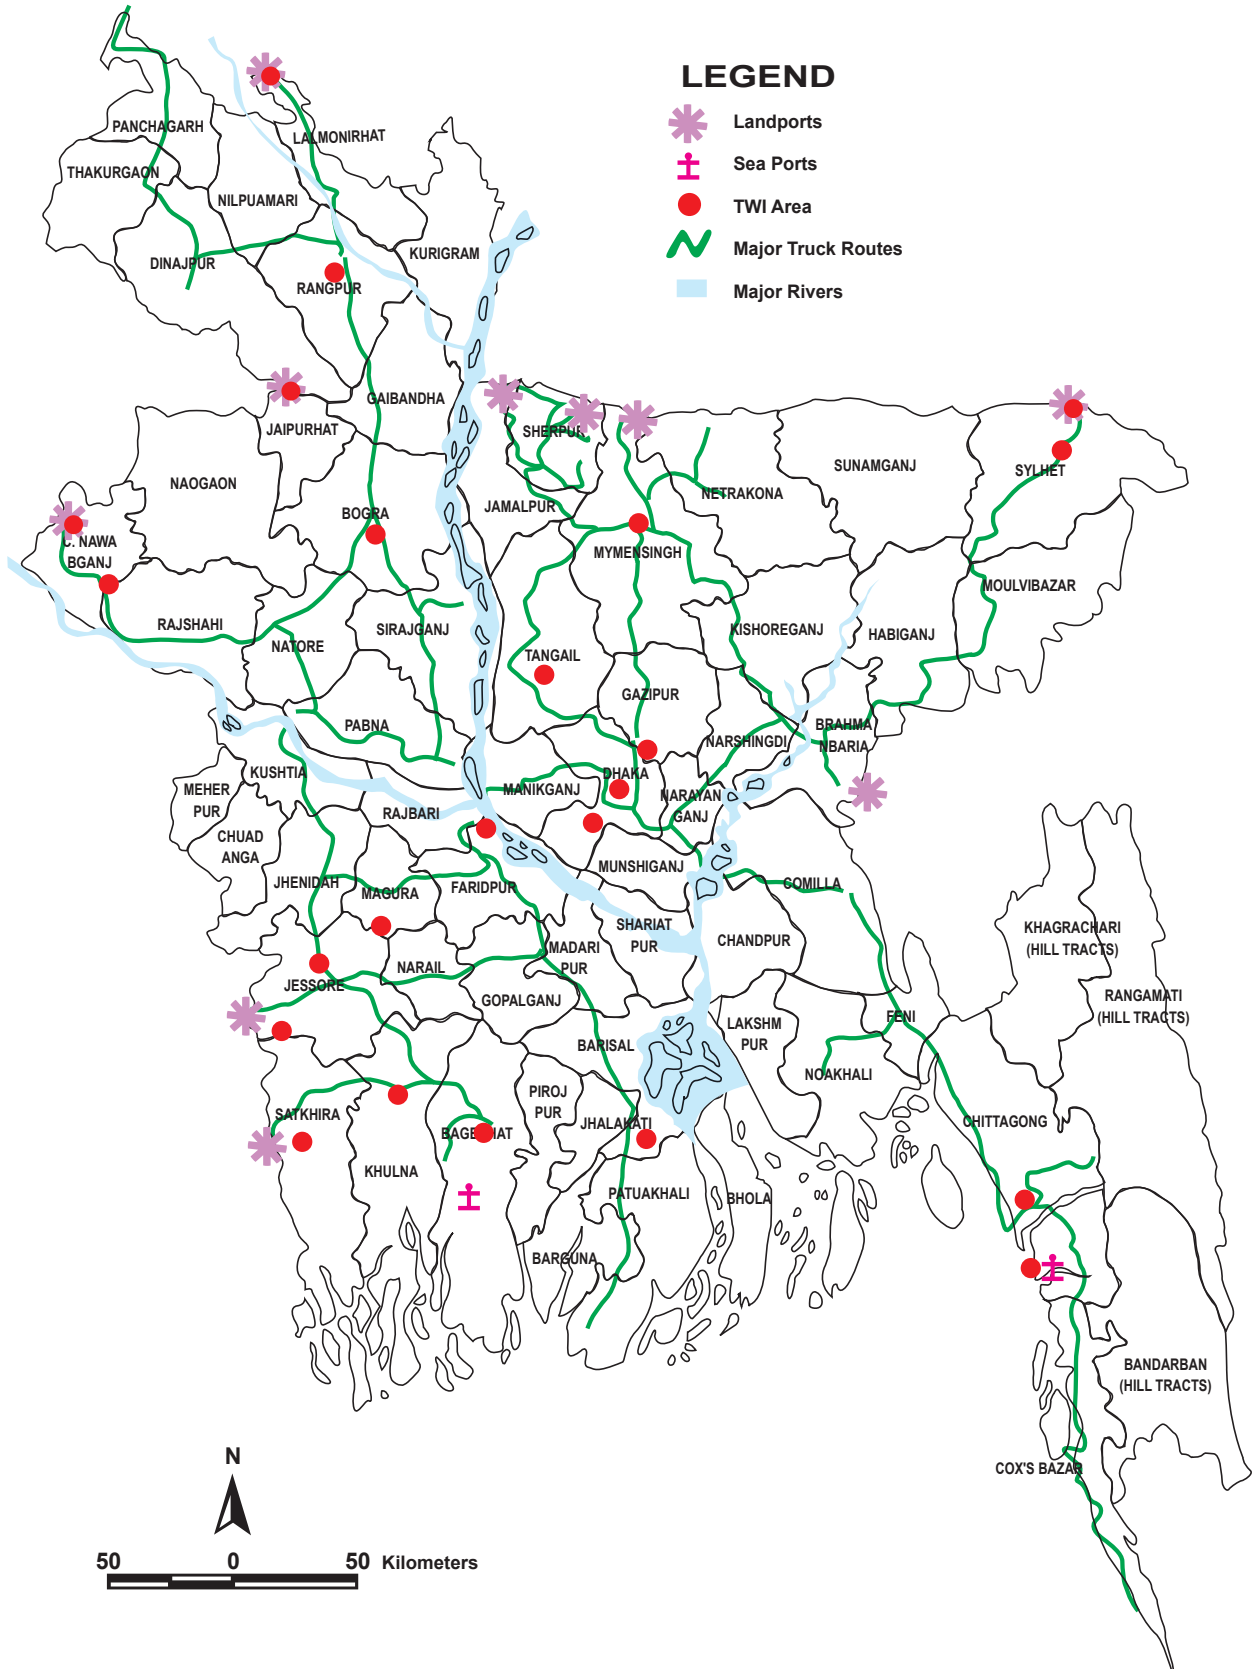 LEGEND
Landports
Sea Ports
TWI Area
Major Truck Routes
Major Rivers
PANCHAGARH
LALMONIRHAT
THAKURGAON
NILPUAMARI
KURIGRAM
DINAJPUR
RANGPUR
GAIBANDHA
JAIPURHAT
SHERPUR
NAOGAON
SUNAMGANJ
SYLHET
NETRAKONA
JAMALPUR
BOGRA
C. NAWA
BGANJ
MYMENSINGH
MOULVIBAZAR
RAJSHAHI
SIRAJGANJ
KISHOREGANJ
HABIGANJ
NATORE
TANGAIL
GAZIPUR
PABNA
BRAHMA
NBARIA
NARSHINGDI
KUSHTIA
DHAKA
MEHER
PUR
MANIKGANJ
NARAYAN
GANJ
RAJBARI
CHUAD
ANGA
MUNSHIGANJ
JHENIDAH
MAGURA
FARIDPUR
COMILLA
SHARIAT
PUR
CHANDPUR
KHAGRACHARI
(HILL TRACTS)
MADARI
PUR
NARAIL
JESSORE
GOPALGANJ
RANGAMATI
(HILL TRACTS)
LAKSHM
PUR
FENI
BARISAL
NOAKHALI
PIROJ
PUR
SATKHIRA
JHALAKATI
CHITTAGONG
KHULNA
PATUAKHALI
BHOLA
BARGUNA
BANDARBAN
(HILL TRACTS)
COX'S BAZAR
N
50 0 50 Kilometers